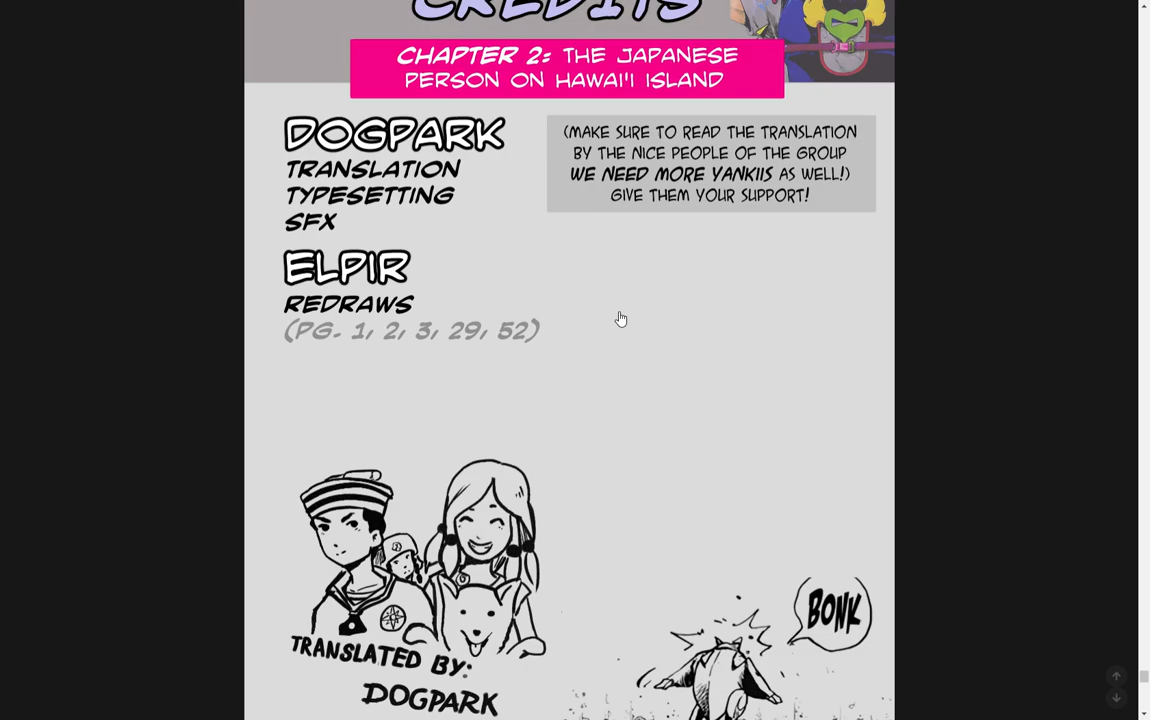 CREDITS
CHAPTER 2: THE JAPANESE
PERSON ON HAWAI'I ISLAND
DOGPARK
TRANSLATION
TYPESETTING
SFX
(MAKE SURE TO READ THE TRANSLATION
BY THE NICE PEOPLE OF THE GROUP
WE NEED MORE YANKIIS AS WELL!)
GIVE THEM YOUR SUPPORT!
ELPIR
REDRAWS
(PG. 1, 2, 3, 29, 52)
TRANSLATED BY:
DOGPARK
BONK